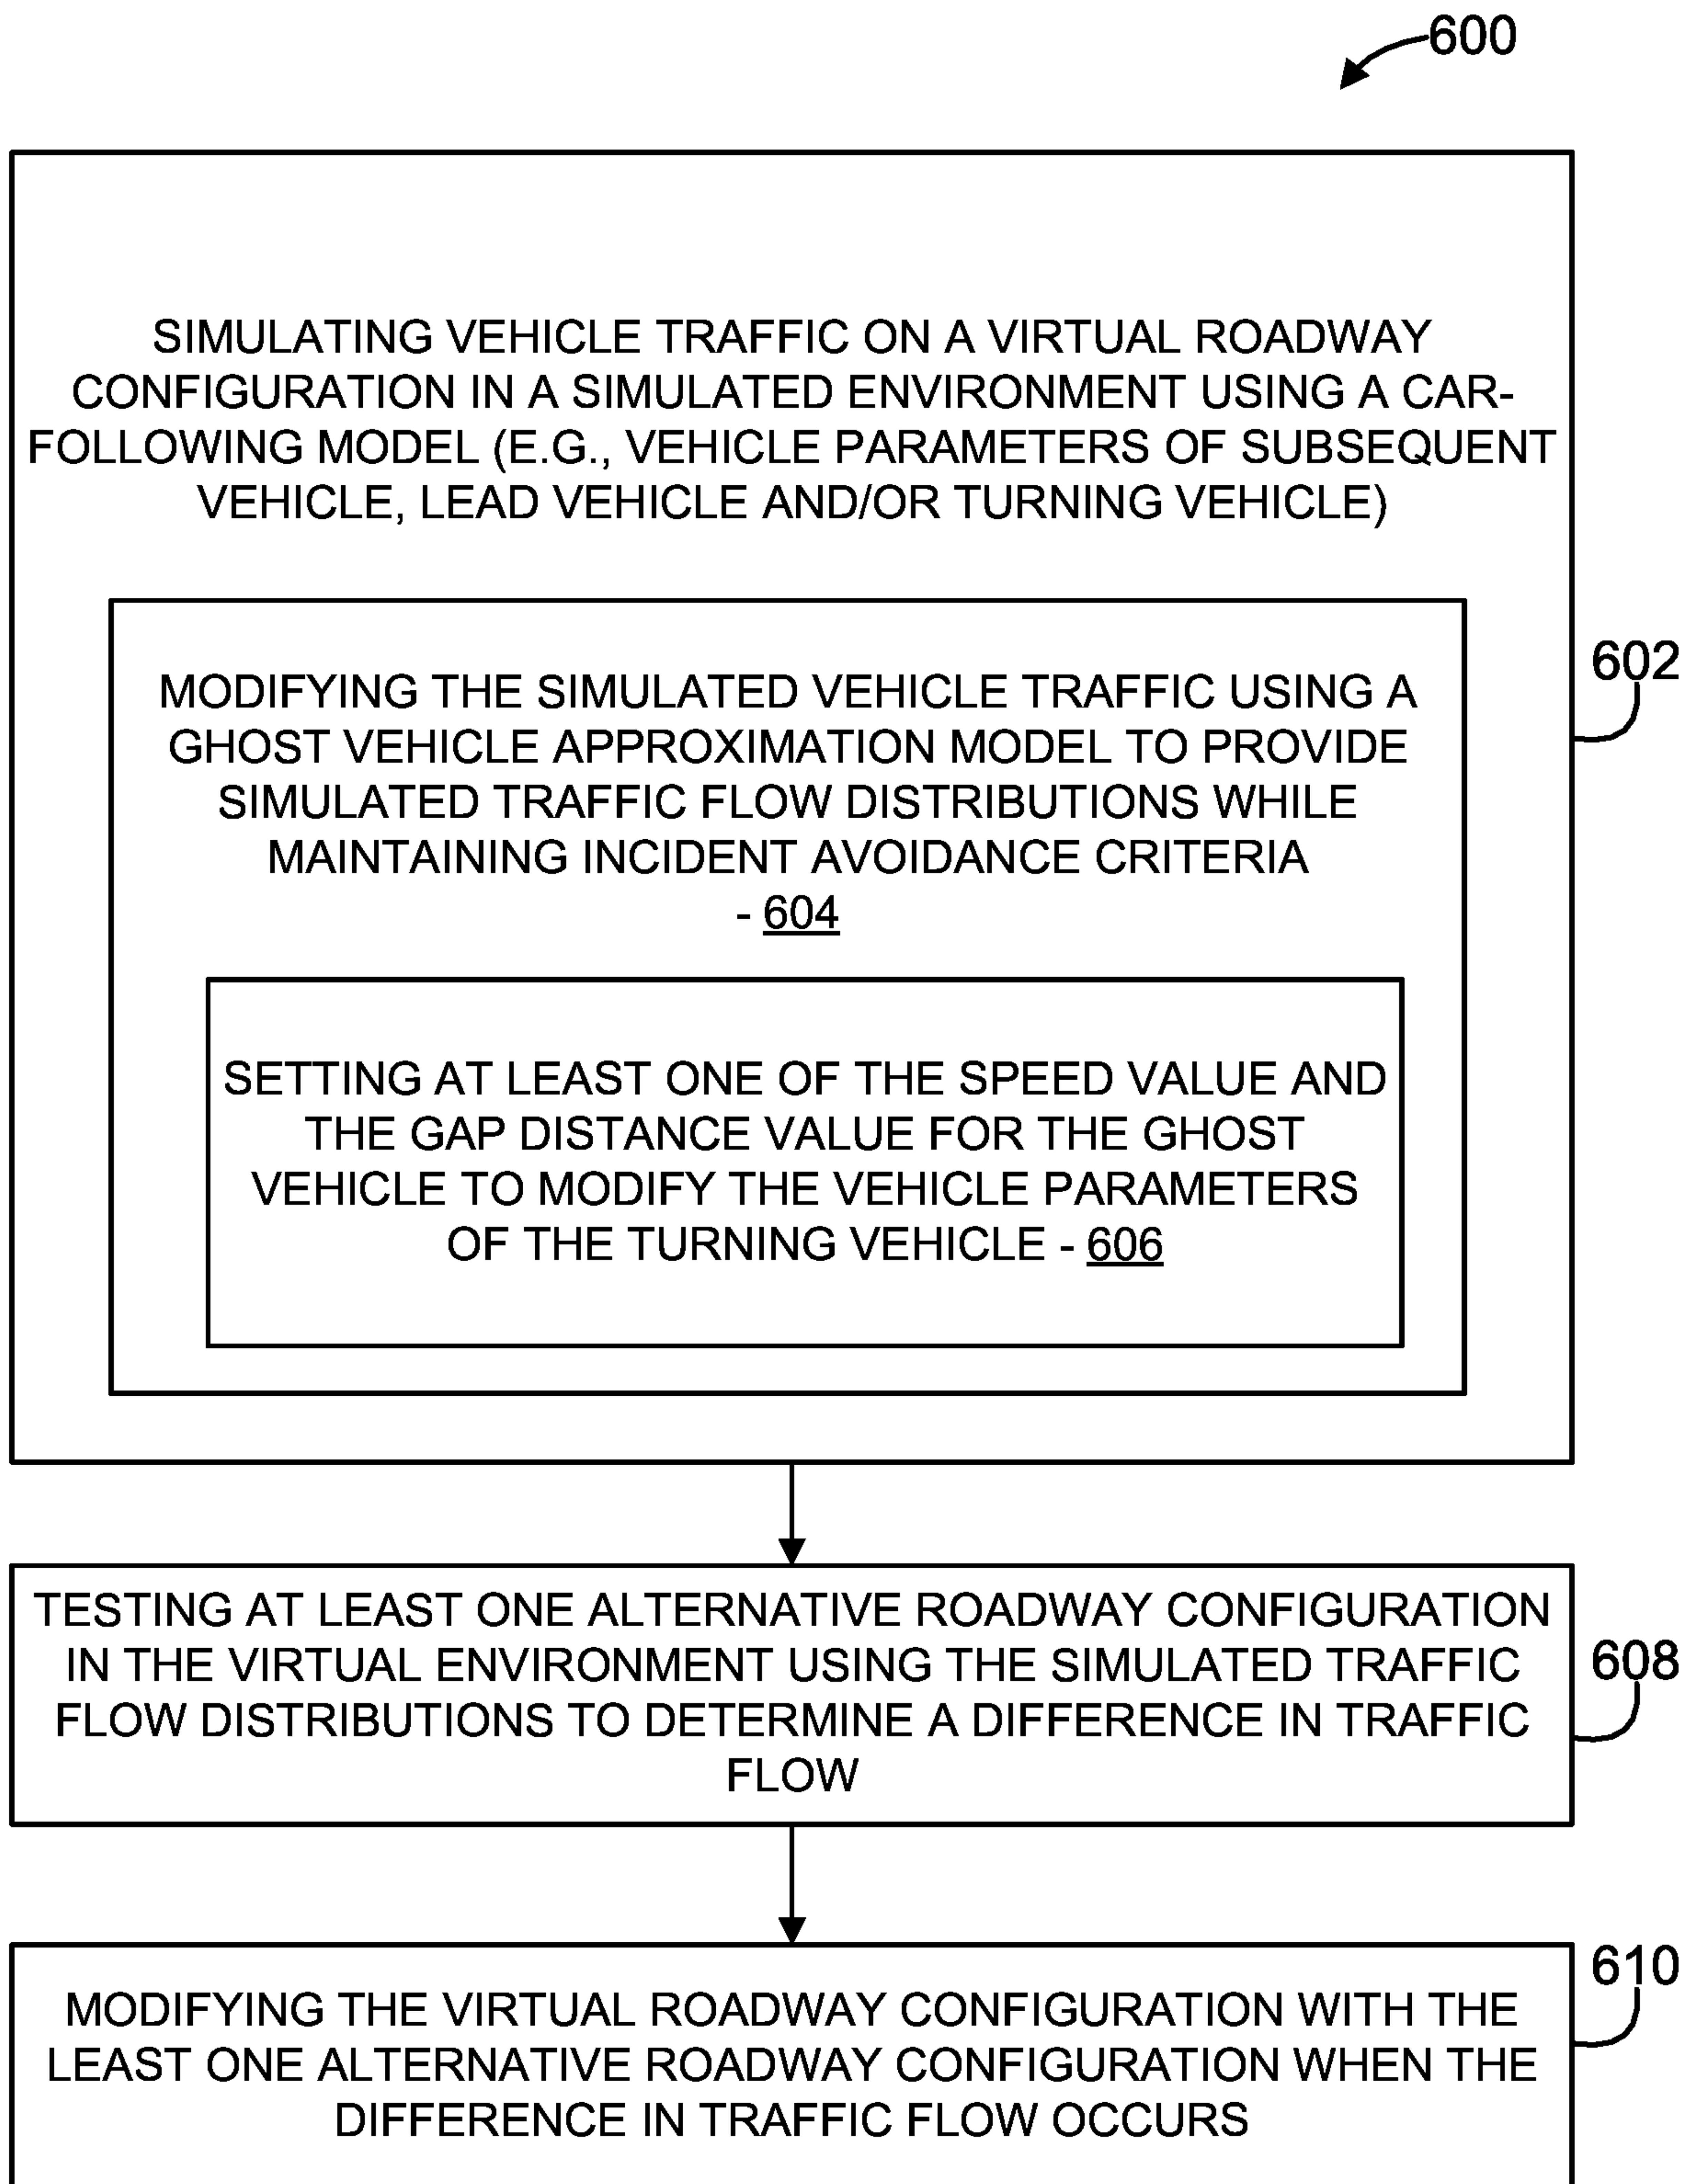 600
SIMULATING VEHICLE TRAFFIC ON A VIRTUAL ROADWAY
CONFIGURATION IN A SIMULATED ENVIRONMENT USING A CAR-
FOLLOWING MODEL (E.G., VEHICLE PARAMETERS OF SUBSEQUENT
VEHICLE, LEAD VEHICLE AND/OR TURNING VEHICLE)
602
MODIFYING THE SIMULATED VEHICLE TRAFFIC USING A
GHOST VEHICLE APPROXIMATION MODEL TO PROVIDE
SIMULATED TRAFFIC FLOW DISTRIBUTIONS WHILE
MAINTAINING INCIDENT AVOIDANCE CRITERIA
- 604
SETTING AT LEAST ONE OF THE SPEED VALUE AND
THE GAP DISTANCE VALUE FOR THE GHOST
VEHICLE TO MODIFY THE VEHICLE PARAMETERS
OF THE TURNING VEHICLE - 606
TESTING AT LEAST ONE ALTERNATIVE ROADWAY CONFIGURATION
IN THE VIRTUAL ENVIRONMENT USING THE SIMULATED TRAFFIC
FLOW DISTRIBUTIONS TO DETERMINE A DIFFERENCE IN TRAFFIC
FLOW
608
MODIFYING THE VIRTUAL ROADWAY CONFIGURATION WITH THE
LEAST ONE ALTERNATIVE ROADWAY CONFIGURATION WHEN THE
DIFFERENCE IN TRAFFIC FLOW OCCURS
610